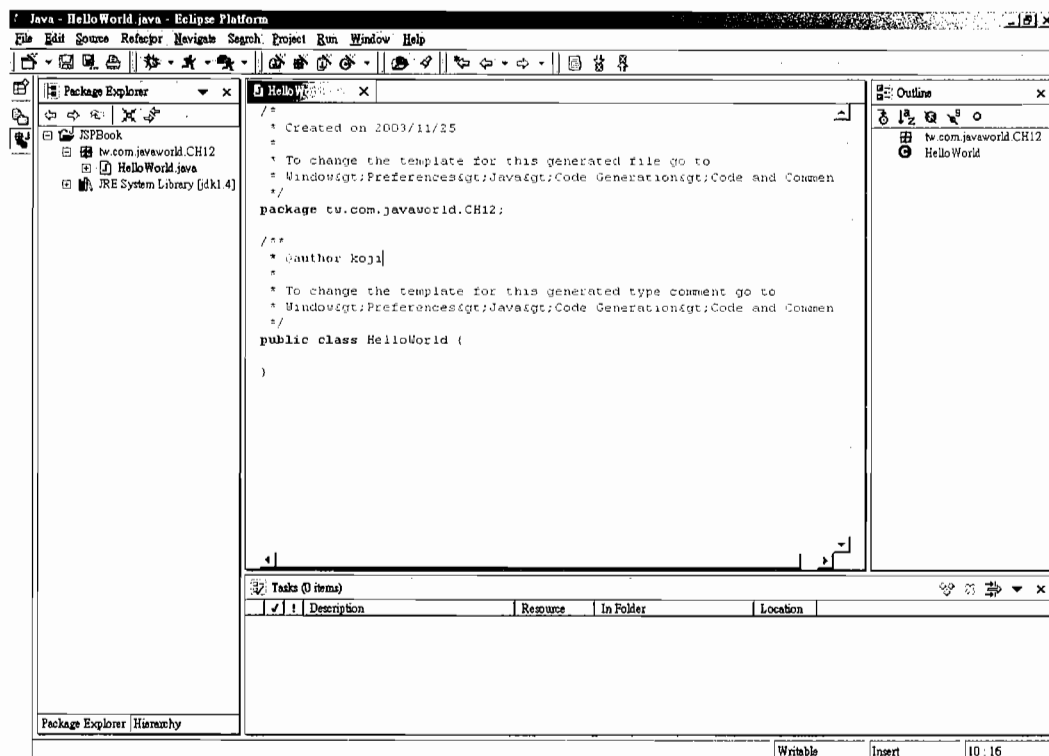 Java - HelloWorld.java - Eclipse Platform
File Edit Source Refactor Navigate Search Project Run Window Help
Package Explorer
JSPBook
tw.com.javaworld.CH12
HelloWorld.java
JRE System Library [jdk1.4]
Package Explorer Hierarchy
/*
* Created on 2003/11/25
*
* To change the template for this generated file go to
* Window&gt;Preferences&gt;Java&gt;Code Generation&gt;Code and Commen
*/
package tw.com.javaworld.CH12;
/**
* @author koji
*
* To change the template for this generated type comment go to
* Window&gt;Preferences&gt;Java&gt;Code Generation&gt;Code and Commen
*/
public class HelloWorld {
}
Outline
tw.com.javaworld.CH12
HelloWorld
Tasks (0 items)
✓ ! Description Resource In Folder Location
Writable Insert 10 : 16